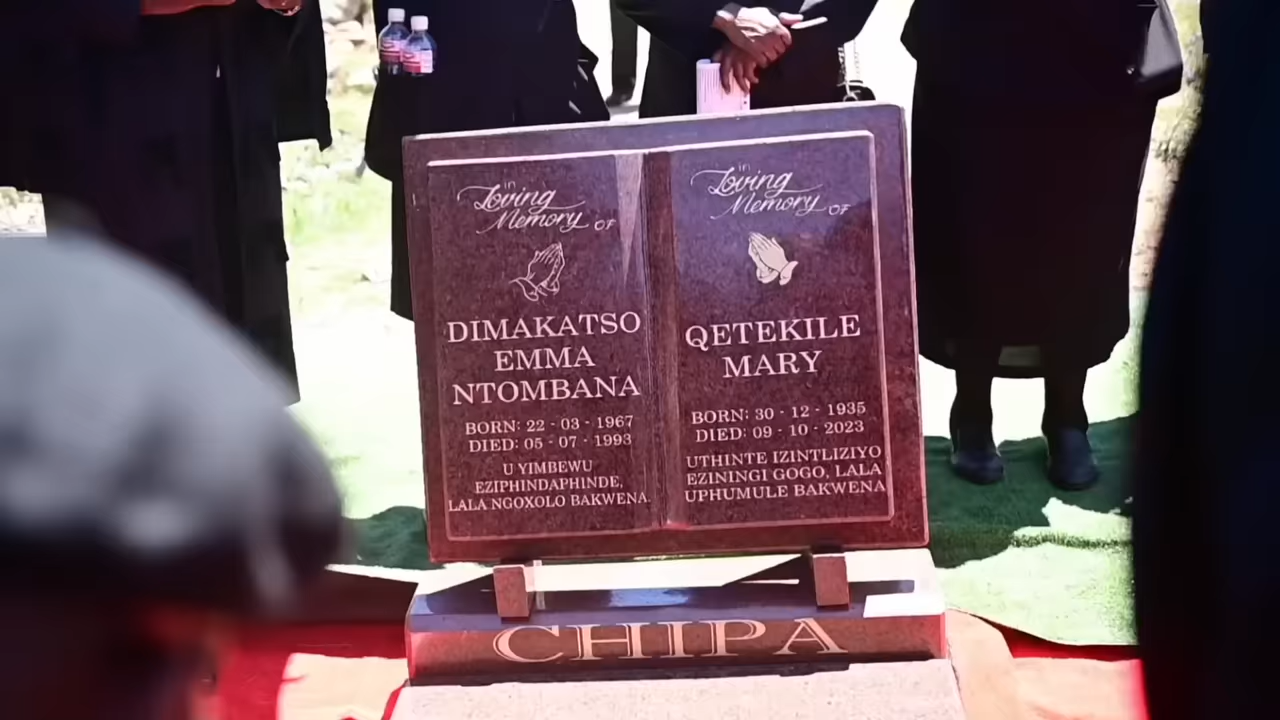 in
Loving
Memory OF
DIMAKATSO
EMMA
NTOMBANA
BORN: 22 - 03 - 1967
DIED: 05 - 07 - 1993
U YIMBEWU
EZIPHINDAPHINDE,
LALA NGOXOLO BAKWENA.
in
Loving
Memory OF
QETEKILE
MARY
BORN: 30 - 12 - 1935
DIED: 09 - 10 - 2023
UTHINTE IZINTLIZIYO
EZININGI GOGO, LALA
UPHUMULE BAKWENA
CHIPA